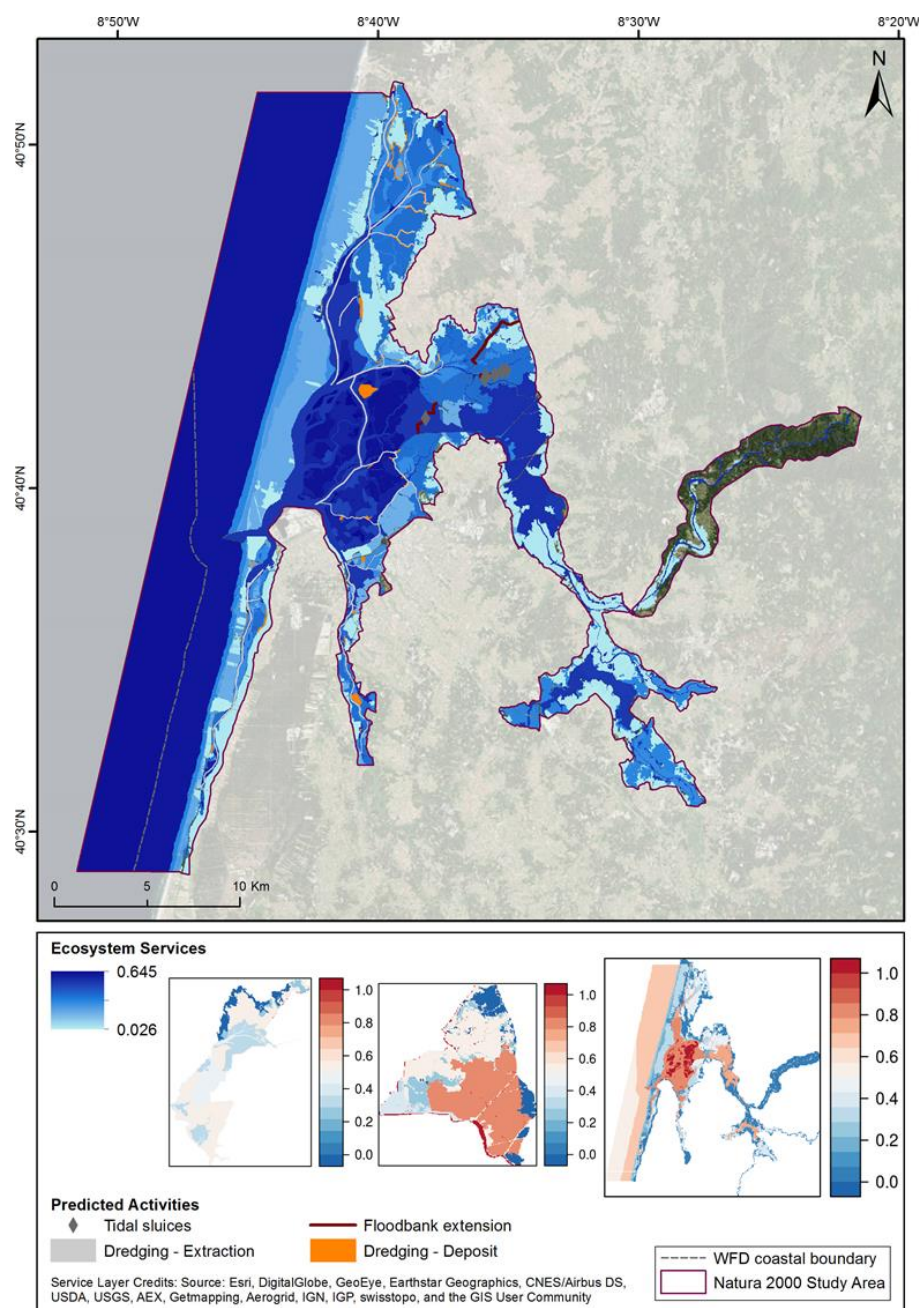 8°50'W 8°40'W 8°30'W 8°20'W
N
40°50'N
40°40'N
40°30'N
0 5 10 Km
Ecosystem Services
0.645
0.026
1.0
0.8
0.6
0.4
0.2
0.0
1.0
0.8
0.6
0.4
0.2
0.0
1.0
0.8
0.6
0.4
0.2
0.0
Predicted Activities
Tidal sluices
Floodbank extension
Dredging - Extraction
Dredging - Deposit
WFD coastal boundary
Natura 2000 Study Area
Service Layer Credits: Source: Esri, DigitalGlobe, GeoEye, Earthstar Geographics, CNES/Airbus DS,
USDA, USGS, AEX, Getmapping, Aerogrid, IGN, IGP, swisstopo, and the GIS User Community